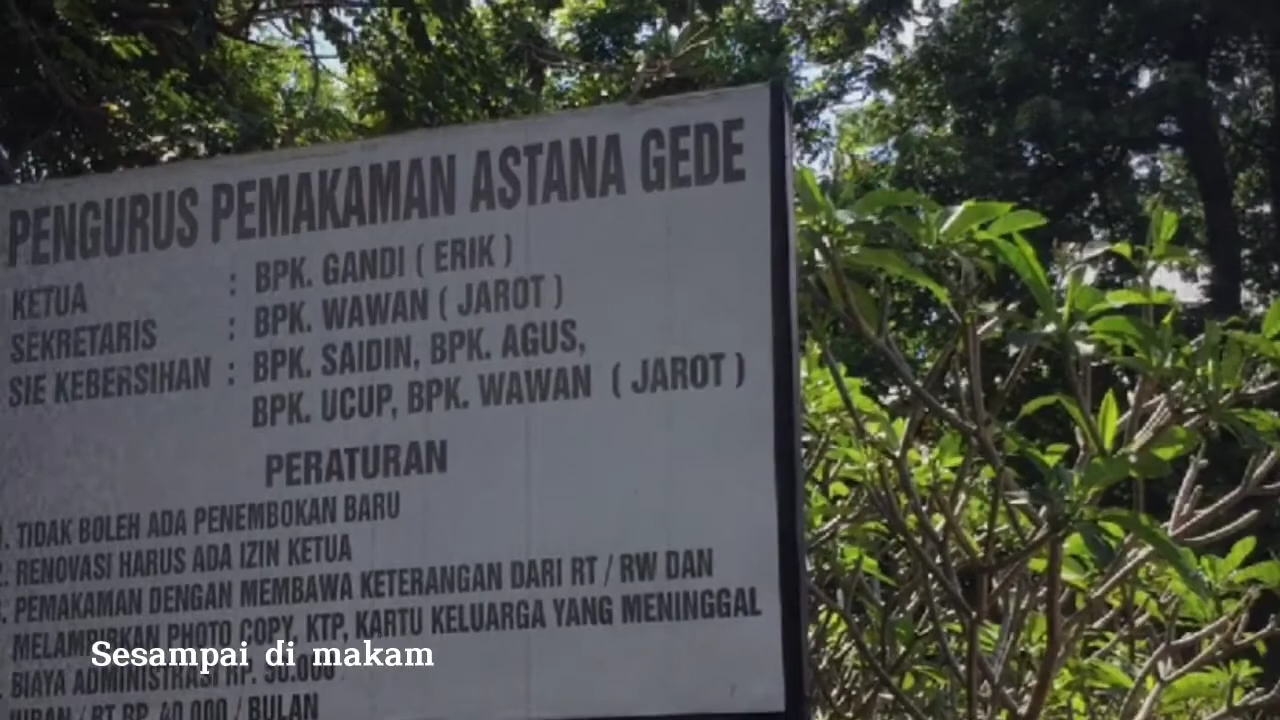 PENGURUS PEMAKAMAN ASTANA GEDE
KETUA : BPK. GANDI ( ERIK )
SEKRETARIS : BPK. WAWAN ( JAROT )
SIE KEBERSIHAN : BPK. SAIDIN, BPK. AGUS,
BPK. UCUP, BPK. WAWAN ( JAROT )
PERATURAN
1. TIDAK BOLEH ADA PENEMBOKAN BARU
2. RENOVASI HARUS ADA IZIN KETUA
PEMAKAMAN DENGAN MEMBAWA KETERANGAN DARI RT / RW DAN
MELAMPIRKAN PHOTO COPY, KTP, KARTU KELUARGA YANG MENINGGAL
Sesampai di makam
BIAYA ADMINISTRASI RP.
/ RT RP. 40.000 / BULAN